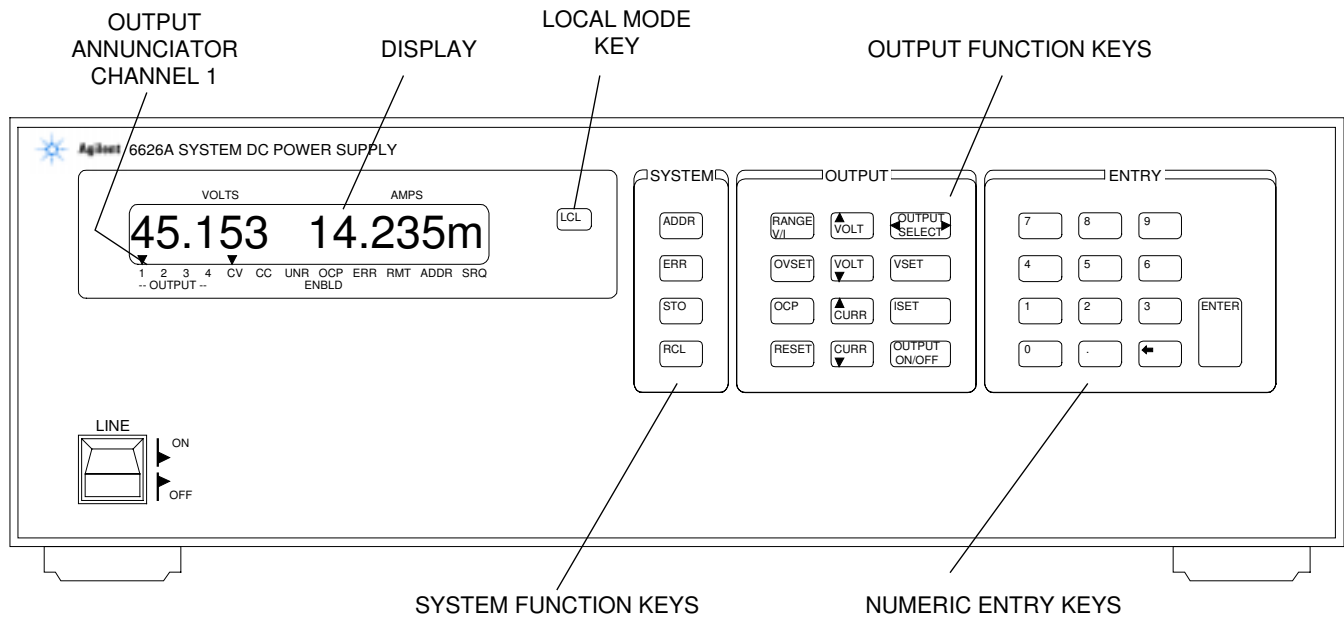 OUTPUT
ANNUNCIATOR
CHANNEL 1
DISPLAY
LOCAL MODE
KEY
OUTPUT FUNCTION KEYS
Agilent 6626A SYSTEM DC POWER SUPPLY
VOLTS AMPS
45.153 14.235m
1 2 3 4 CV CC UNR OCP ERR RMT ADDR SRQ
-- OUTPUT -- ENBLD
LCL
SYSTEM
ADDR
ERR
STO
RCL
OUTPUT
RANGE
V/I
VOLT
OUTPUT
SELECT
OVSET
VOLT
VSET
OCP
CURR
ISET
RESET
CURR
OUTPUT
ON/OFF
ENTRY
7 8 9
4 5 6
1 2 3 ENTER
0 .
LINE
ON
OFF
SYSTEM FUNCTION KEYS
NUMERIC ENTRY KEYS